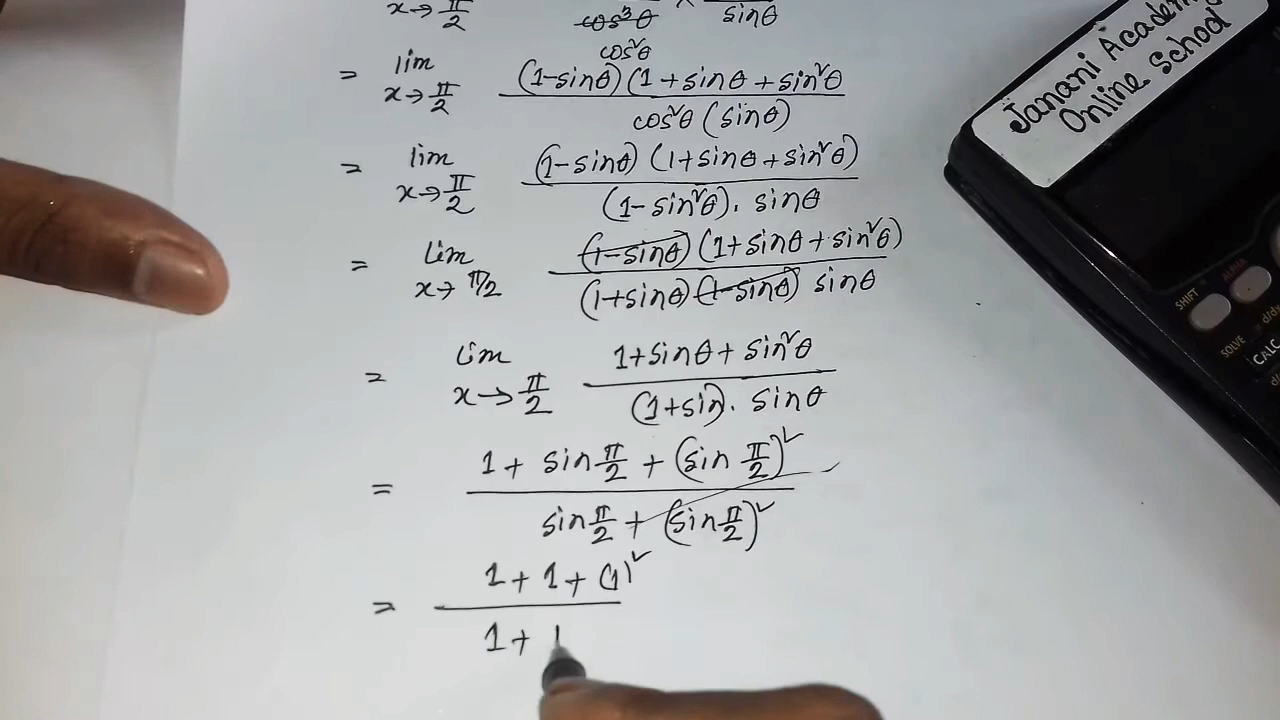 x→π/2 cos³θ × sinθ
cos²θ
= lim x→π/2 (1-sinθ)(1+sinθ+sin²θ / cos²θ(sinθ)
= lim x→π/2 (1-sinθ)(1+sinθ+sin²θ) / (1-sin²θ). sinθ
= Lim x→π/2 (1-sinθ)(1+sinθ+sin²θ) / (1+sinθ)(1-sinθ) sinθ
= Lim x→π/2 1+sinθ+sin²θ / (1+sin). sinθ
= 1+ sin π/2 + (sin π/2)² / sin π/2 + (sin π/2)²
= 1+1+(1)² / 1+
Janani Academy
Online School
SHIFT
ALPHA
SOLVE
CALC